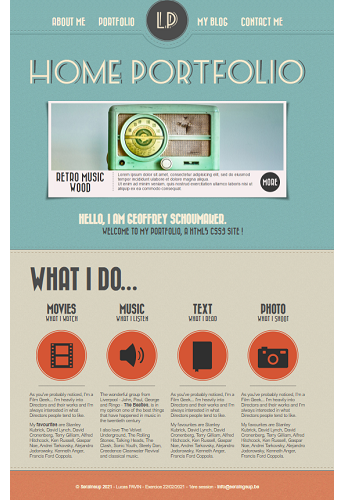 ABOUT ME PORTFOLIO L.P MY BLOG CONTACT ME
HOME PORTFOLIO
RETRO MUSIC
WOOD
Lorem ipsum dolor sit amet, consectetur adipisicing elit, sed do eiusmod
tempor incididunt ut labore et dolore magna aliqua.
Ut enim ad minim veniam, quis nostrud exercitation ullamco laboris nisi ut
aliquip ex ea commodo consequat.
MORE
HELLO, I AM GEOFFREY SCHOUMAKER.
WELCOME TO MY PORTFOLIO, A HTML5 CSS3 SITE !
WHAT I DO...
MOVIES
WHAT I WATCH
MUSIC
WHAT I LISTEN
TEXT
WHAT I READ
PHOTO
WHAT I SHOOT
As you've probably noticed, I'm a
Film Geek... I'm heavily into
Directors and their works and I'm
always interested in what
Directors people tend to like.
My favourites are Stanley
Kubrick, David Lynch, David
Cronenberg, Terry Gilliam, Alfred
Hitchcock, Ken Russell, Gaspar
Noe, Andrei Tarkovsky, Alejandro
Jodorowsky, Kenneth Anger,
Francis Ford Coppola.
The wonderful group from
Liverpool - John, Paul, George
and Ringo - The Beatles, is in
my opinion one of the best things
that have happened in music in
the twentieth century.
I also love The Velvet
Underground, The Rolling
Stones, Talking Heads, The
Clash, Sonic Youth, Steely Dan,
Creedence Clearwater Revival
and classical music.
As you've probably noticed, I'm a
Film Geek... I'm heavily into
Directors and their works and I'm
always interested in what
Directors people tend to like.
My favourites are Stanley
Kubrick, David Lynch, David
Cronenberg, Terry Gilliam, Alfred
Hitchcock, Ken Russell, Gaspar
Noe, Andrei Tarkovsky, Alejandro
Jodorowsky, Kenneth Anger,
Francis Ford Coppola.
As you've probably noticed, I'm a
Film Geek... I'm heavily into
Directors and their works and I'm
always interested in what
Directors people tend to like.
My favourites are Stanley
Kubrick, David Lynch, David
Cronenberg, Terry Gilliam, Alfred
Hitchcock, Ken Russell, Gaspar
Noe, Andrei Tarkovsky, Alejandro
Jodorowsky, Kenneth Anger,
Francis Ford Coppola.
2021 - Lucas - Exercice 22/02/2021 - 1ère session -